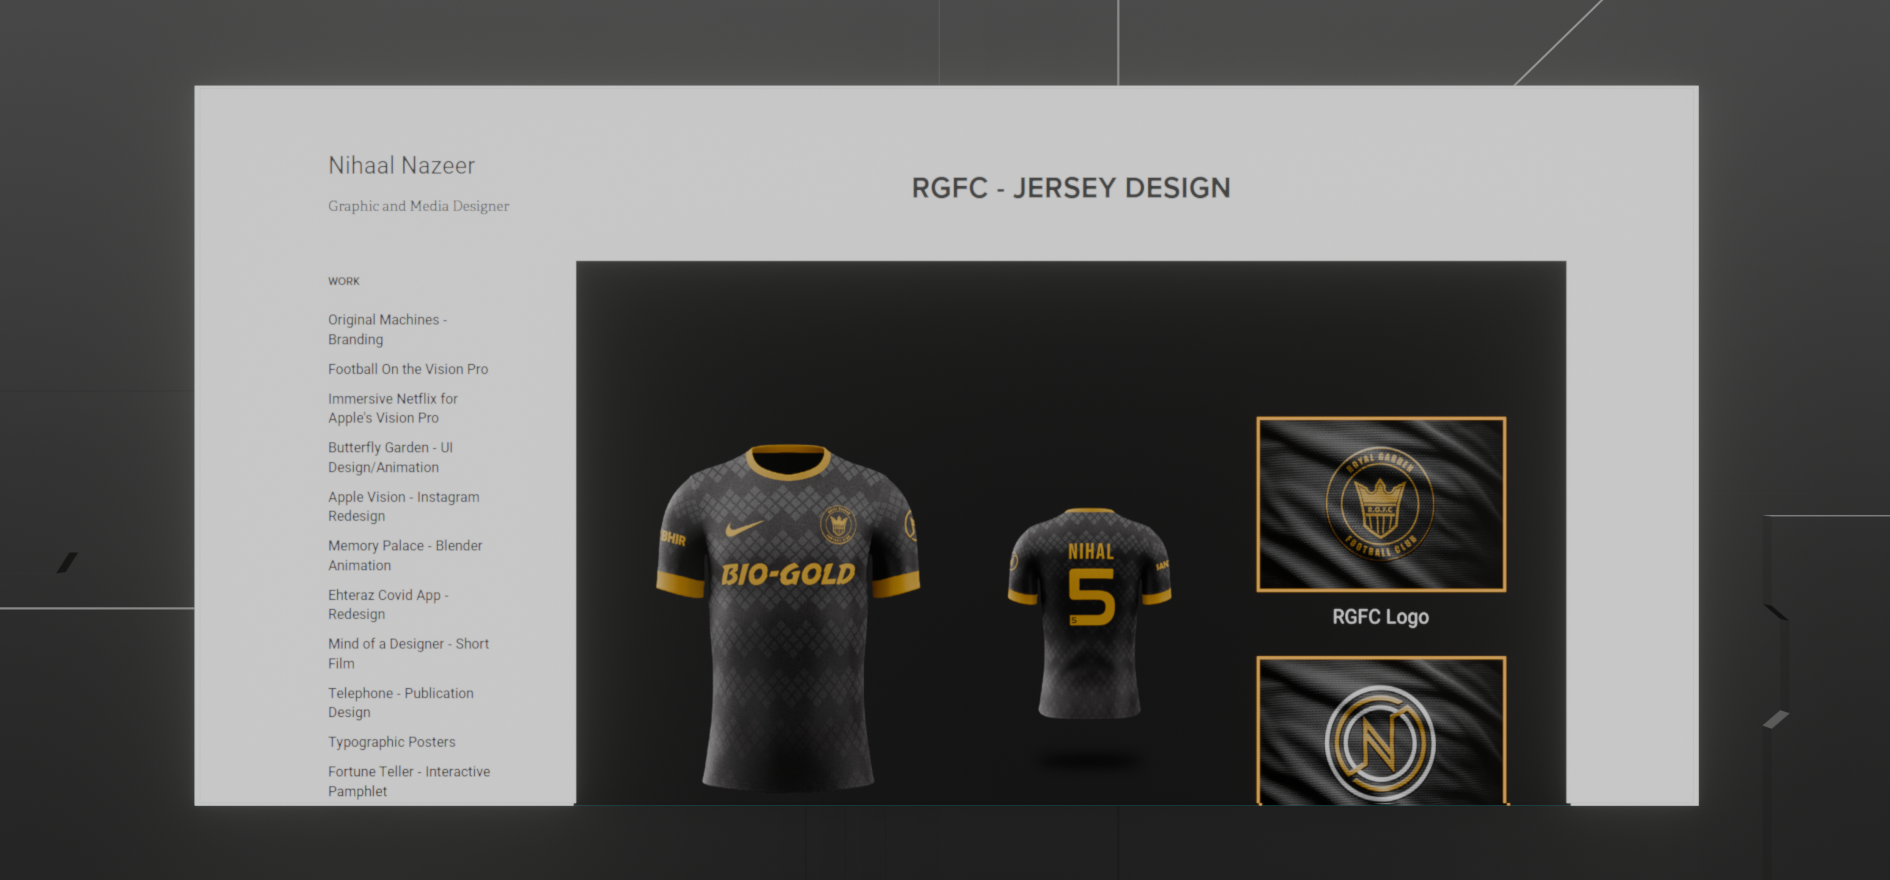 Nihaal Nazeer
Graphic and Media Designer
WORK
Original Machines -
Branding
Football On the Vision Pro
Immersive Netflix for
Apple's Vision Pro
Butterfly Garden - UI
Design/Animation
Apple Vision - Instagram
Redesign
Memory Palace - Blender
Animation
Ehteraz Covid App -
Redesign
Mind of a Designer - Short
Film
Telephone - Publication
Design
Typographic Posters
Fortune Teller - Interactive
Pamphlet
RGFC - JERSEY DESIGN
BHIR
BIO-GOLD
NIHAL
5
S
ROYAL GARDEN
R.G.F.C
FOOTBALL CLUB
RGFC Logo
N